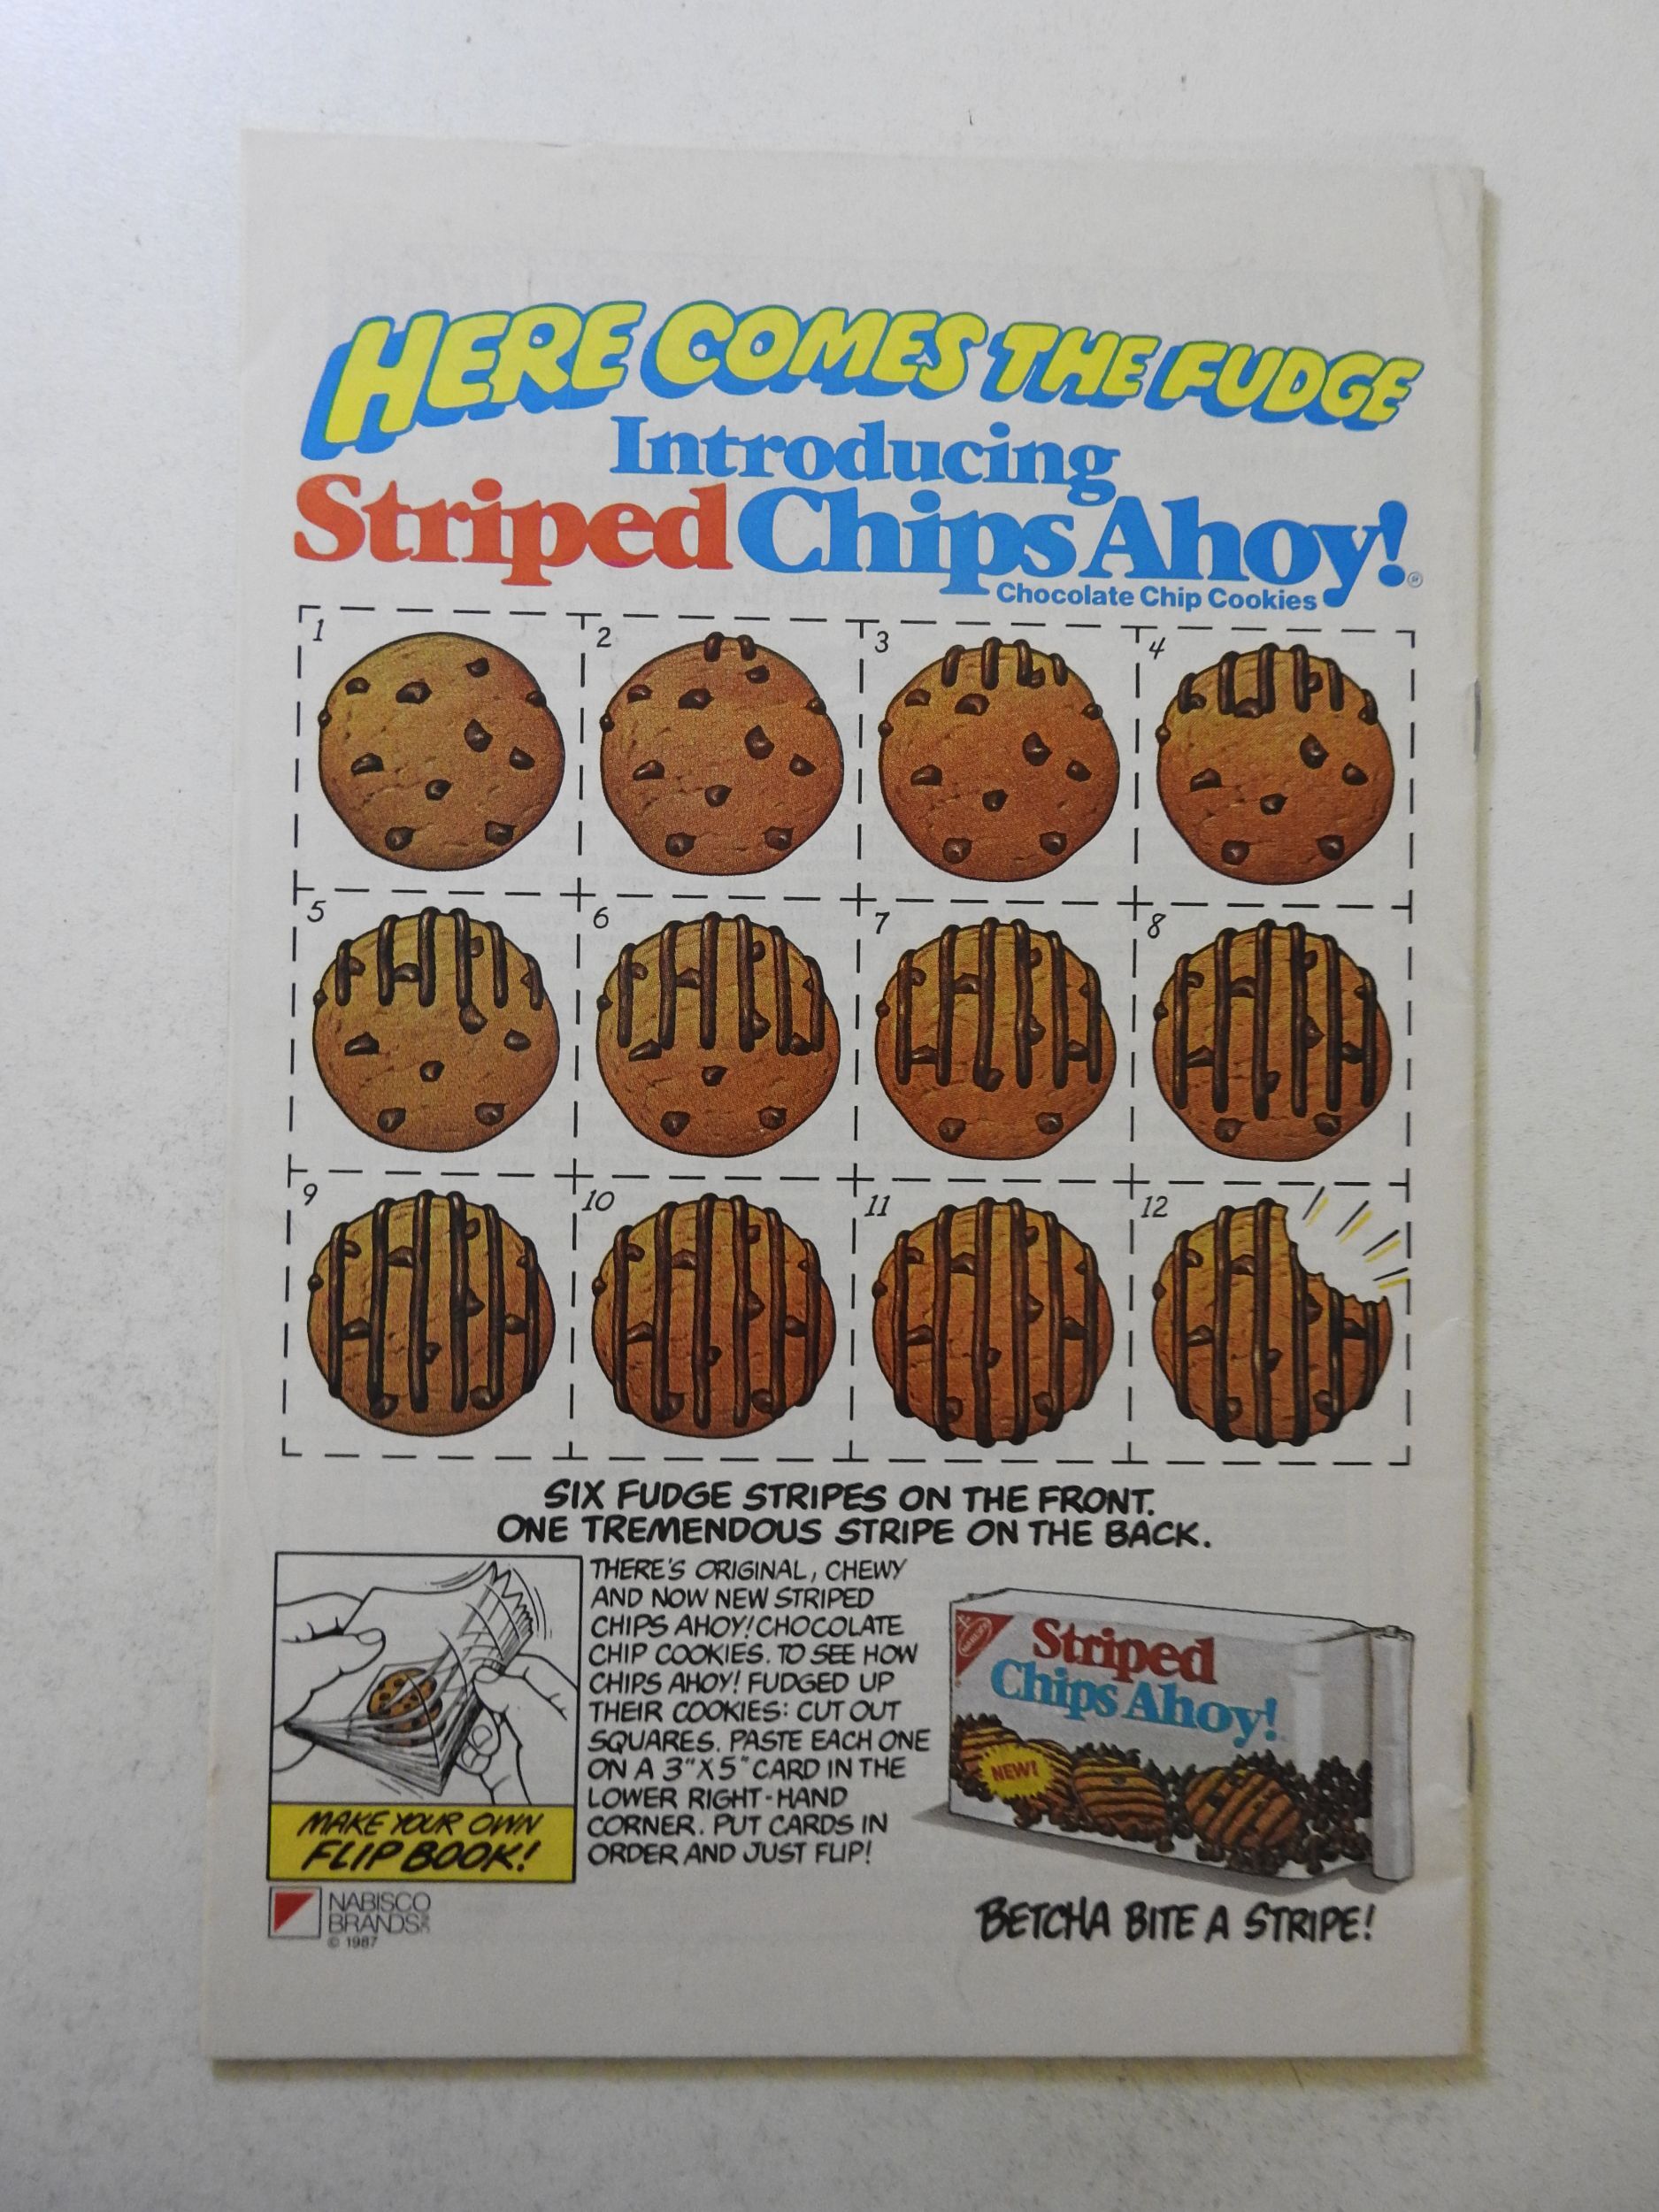 HERE COMES THE FUDGE
Introducing
Striped Chips Ahoy!®
Chocolate Chip Cookies
1
2
3
4
5
6
7
8
9
10
11
12
SIX FUDGE STRIPES ON THE FRONT.
ONE TREMENDOUS STRIPE ON THE BACK.
THERE'S ORIGINAL, CHEWY
AND NOW NEW STRIPED
CHIPS AHOY! CHOCOLATE
CHIP COOKIES. TO SEE HOW
CHIPS AHOY! FUDGED UP
THEIR COOKIES: CUT OUT
SQUARES. PASTE EACH ONE
ON A 3"X5" CARD IN THE
LOWER RIGHT-HAND
CORNER. PUT CARDS IN
ORDER AND JUST FLIP!
MAKE YOUR OWN
FLIP BOOK!
NABISCO
Striped
Chips Ahoy!
NEW!
NABISCO
BRANDS
© 1987
BETCHA BITE A STRIPE!